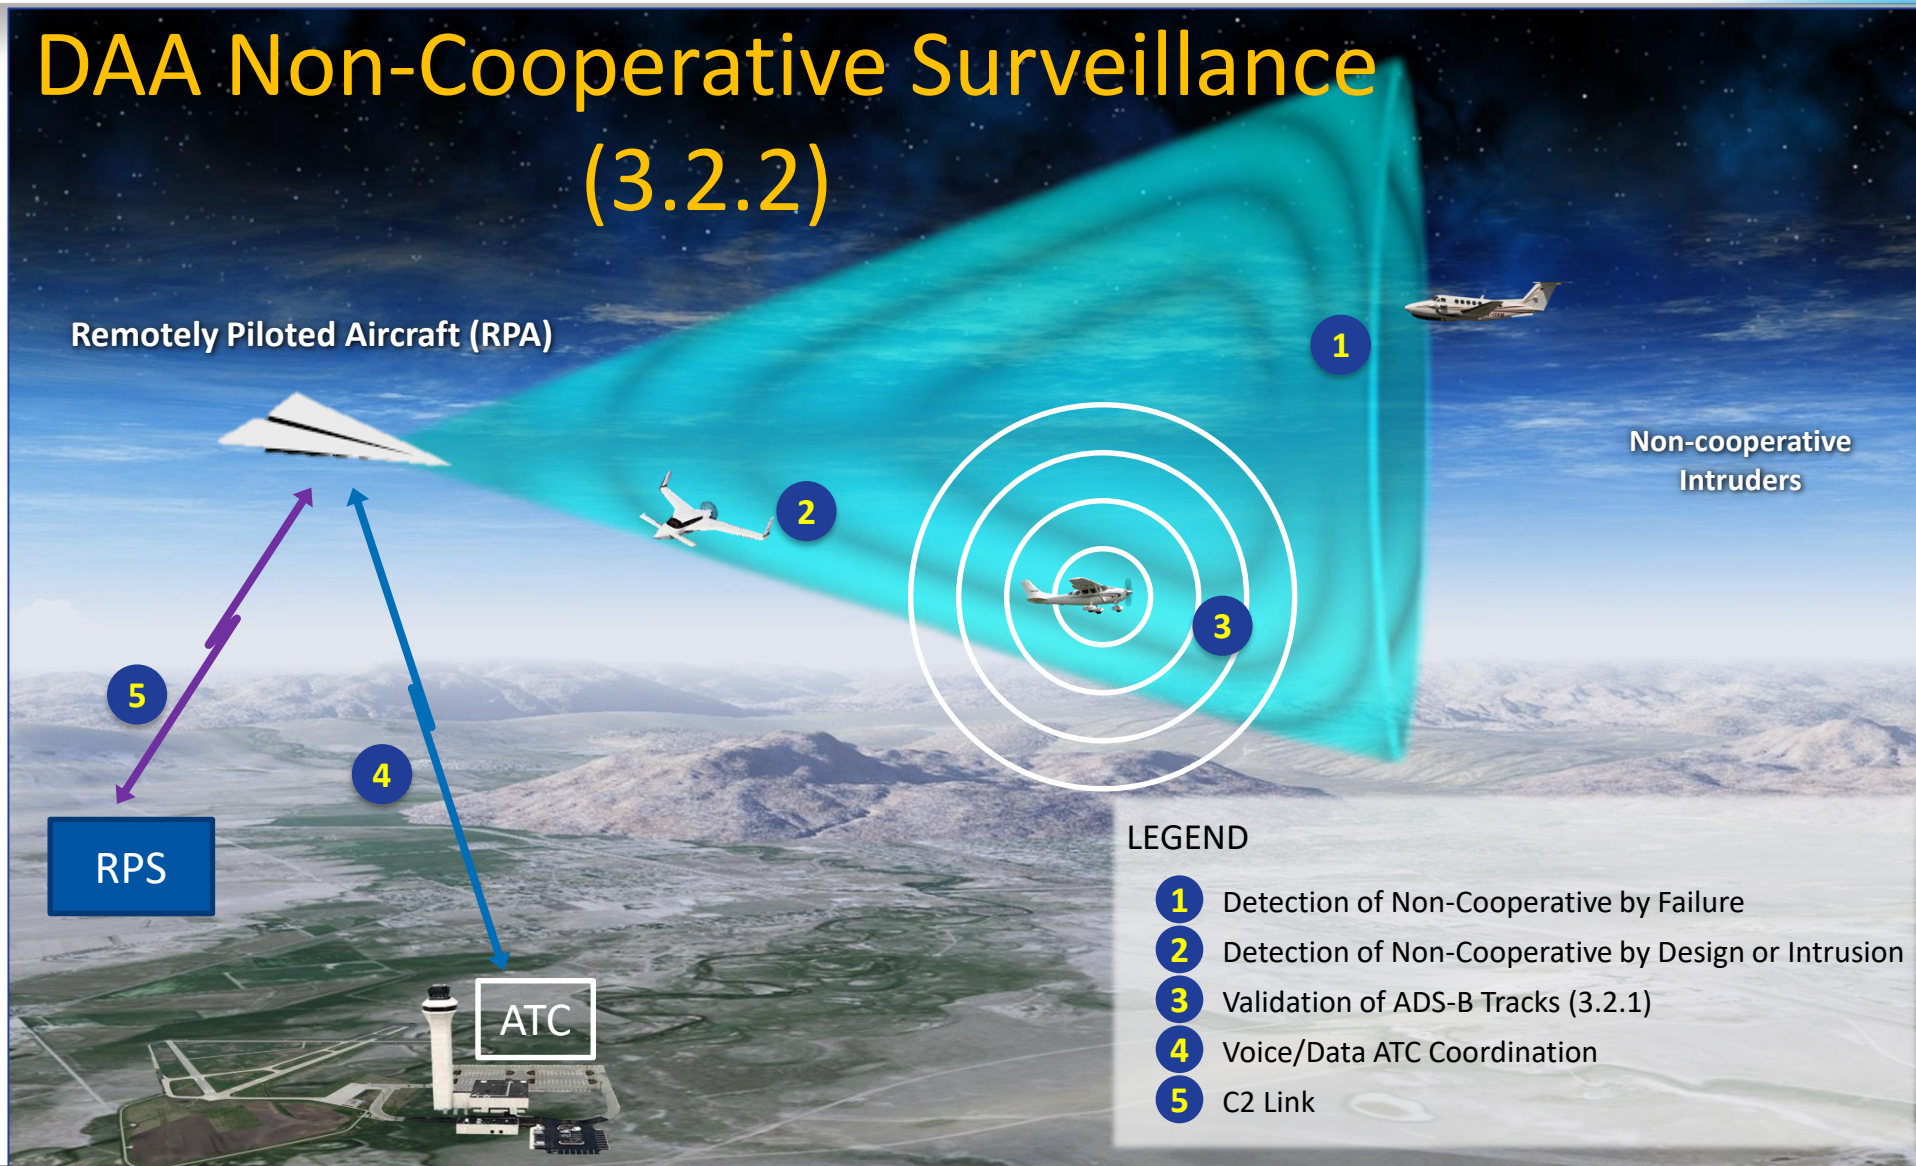 DAA Non-Cooperative Surveillance
(3.2.2)
Remotely Piloted Aircraft (RPA)
1
Non-cooperative
Intruders
2
3
5
4
RPS
ATC
LEGEND
1 Detection of Non-Cooperative by Failure
2 Detection of Non-Cooperative by Design or Intrusion
3 Validation of ADS-B Tracks (3.2.1)
4 Voice/Data ATC Coordination
5 C2 Link